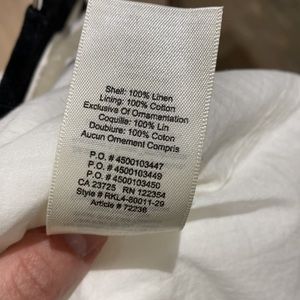 Shell: 100% Linen
Lining: 100% Cotton
Exclusive Of Ornamentation
Coquille: 100% Lin
Doublure: 100% Coton
Aucun Ornement Compris
P.O. # 4500103447
P.O. # 4500103449
P.O. # 4500103450
CA 23725 RN 122354
Style # RKL4-80011-29
Article # 72236